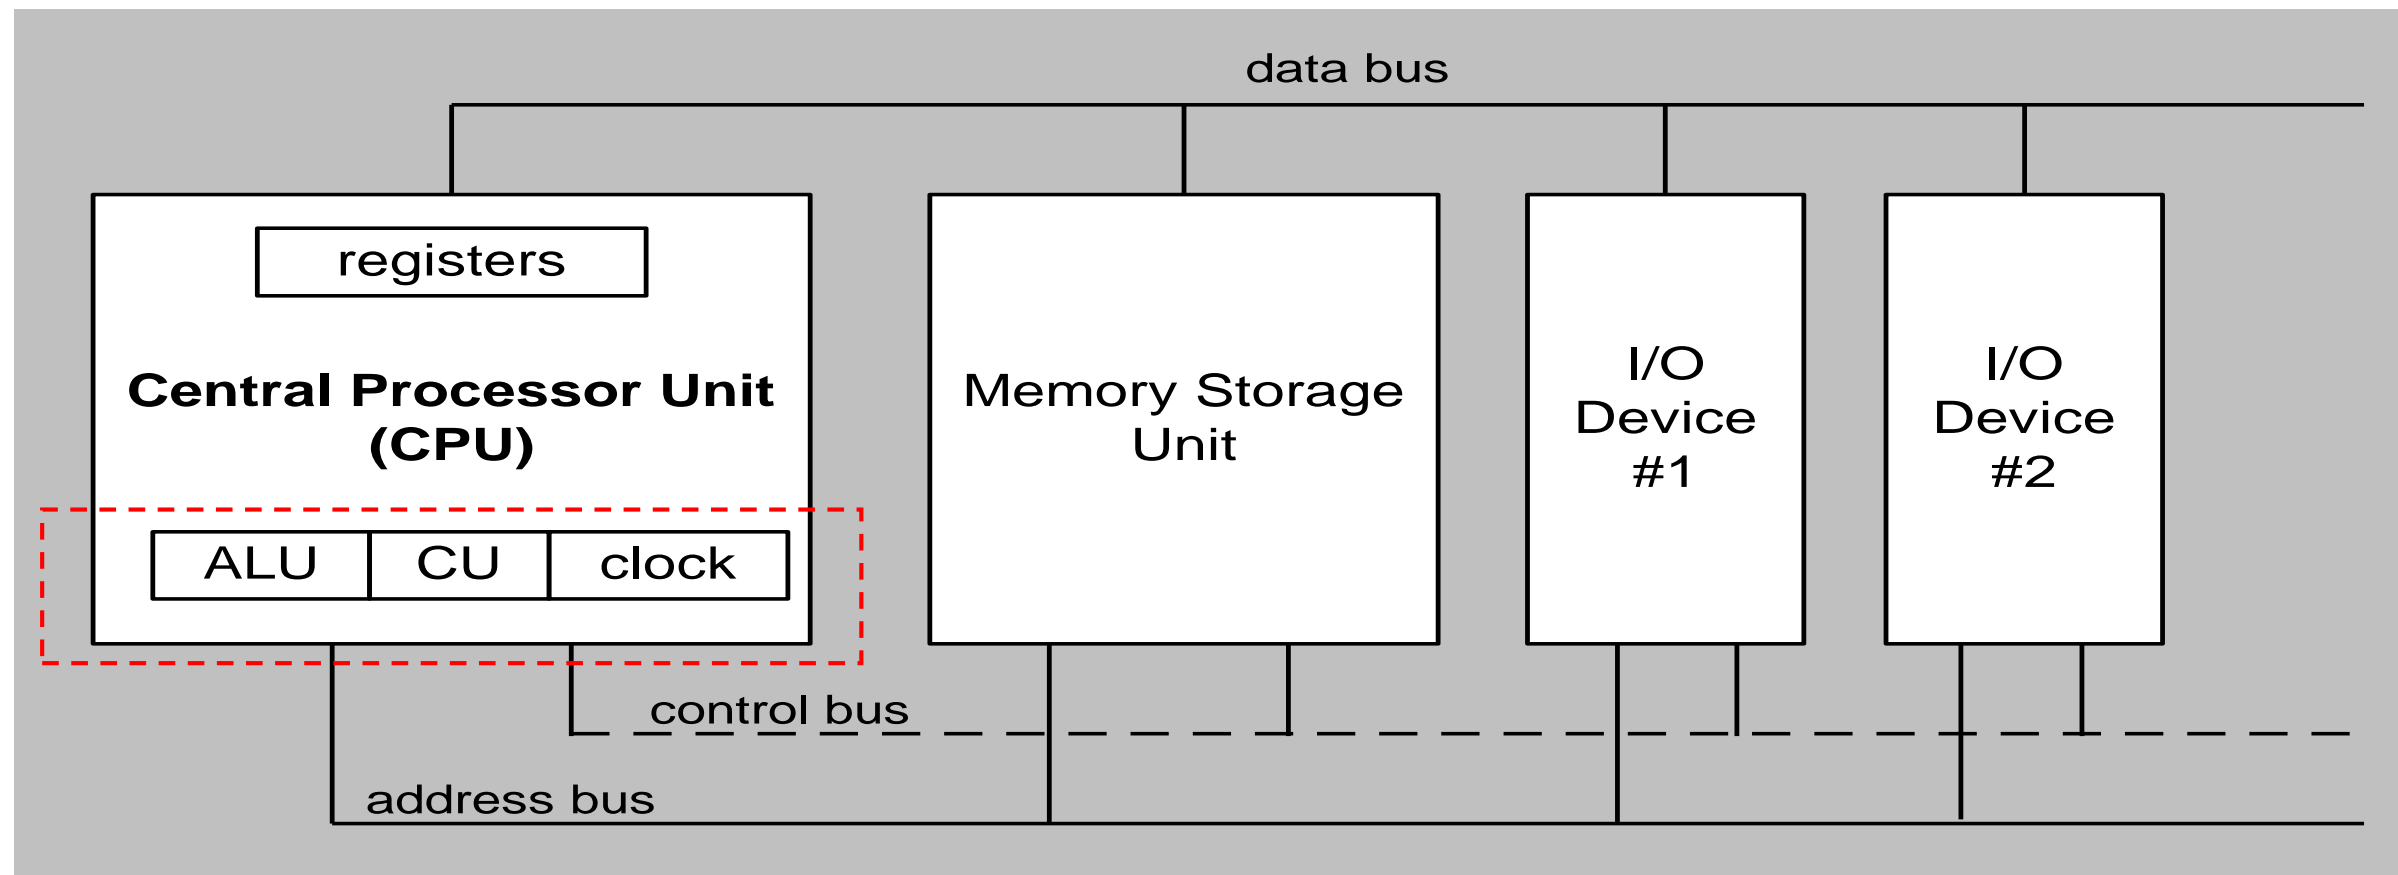 data bus
registers
Central Processor Unit
(CPU)
ALU
CU
clock
Memory Storage
Unit
I/O
Device
#1
I/O
Device
#2
control bus
address bus